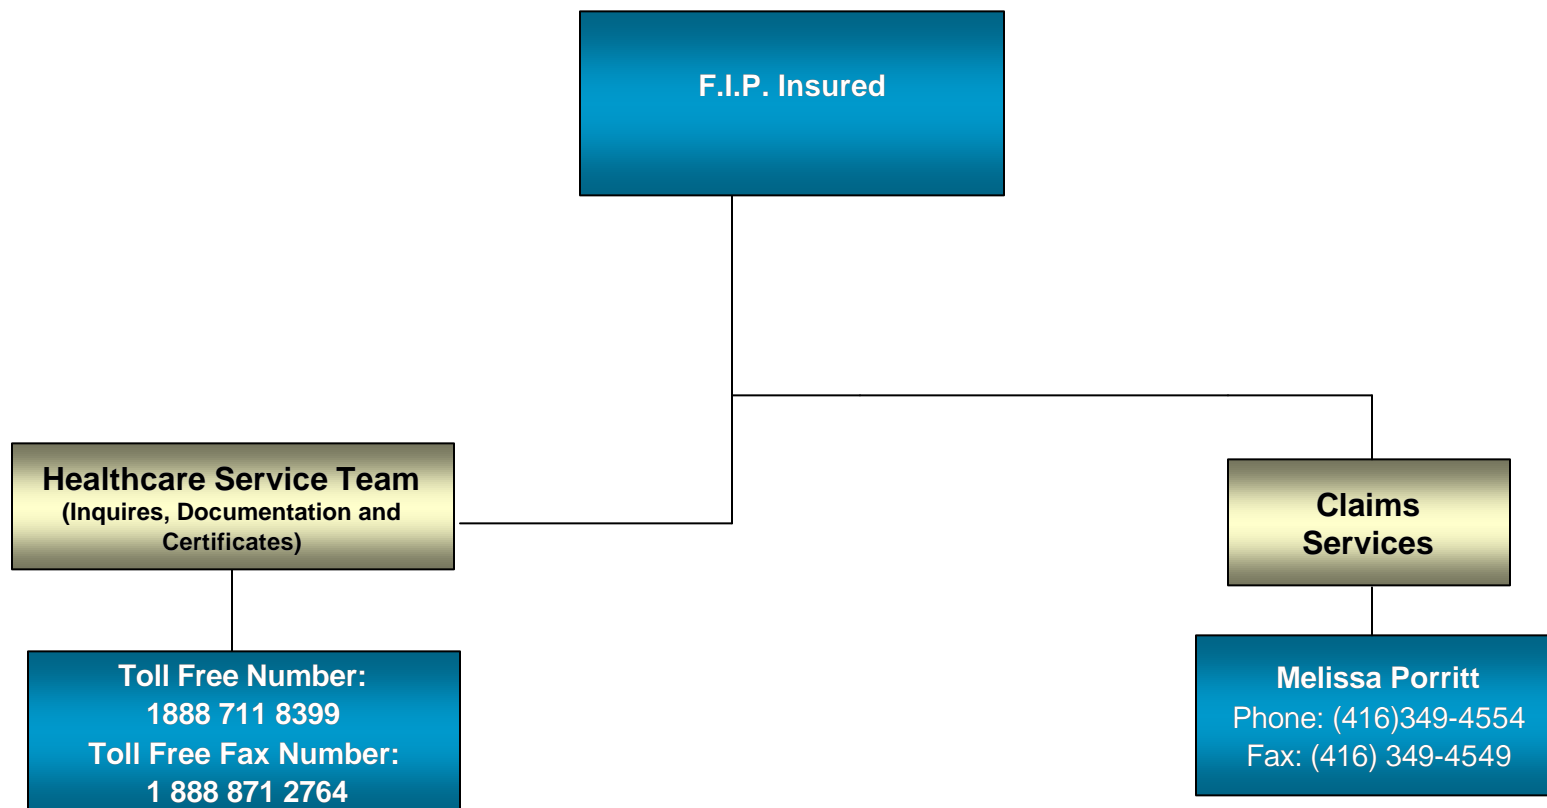 F.I.P. Insured
Healthcare Service Team
(Inquires, Documentation and
Certificates)
Toll Free Number:
1888 711 8399
Toll Free Fax Number:
1 888 871 2764
Claims
Services
Melissa Porritt
Phone: (416)349-4554
Fax: (416) 349-4549